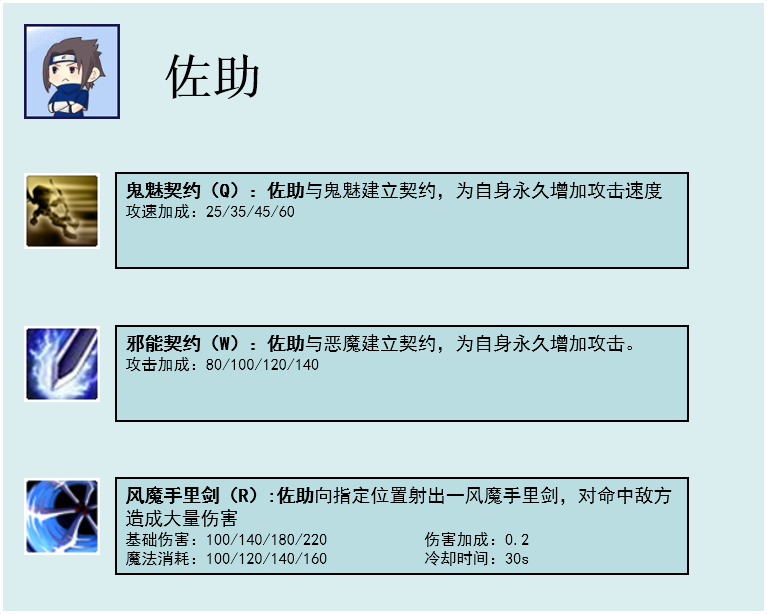 佐助
鬼魅契约（Q）：佐助与鬼魅建立契约，为自身永久增加攻击速度
攻速加成：25/35/45/60
邪能契约（W）：佐助与恶魔建立契约，为自身永久增加攻击。
攻击加成：80/100/120/140
风魔手里剑（R）:佐助向指定位置射出一风魔手里剑，对命中敌方
造成大量伤害
基础伤害：100/140/180/220 伤害加成：0.2
魔法消耗：100/120/140/160 冷却时间：30s